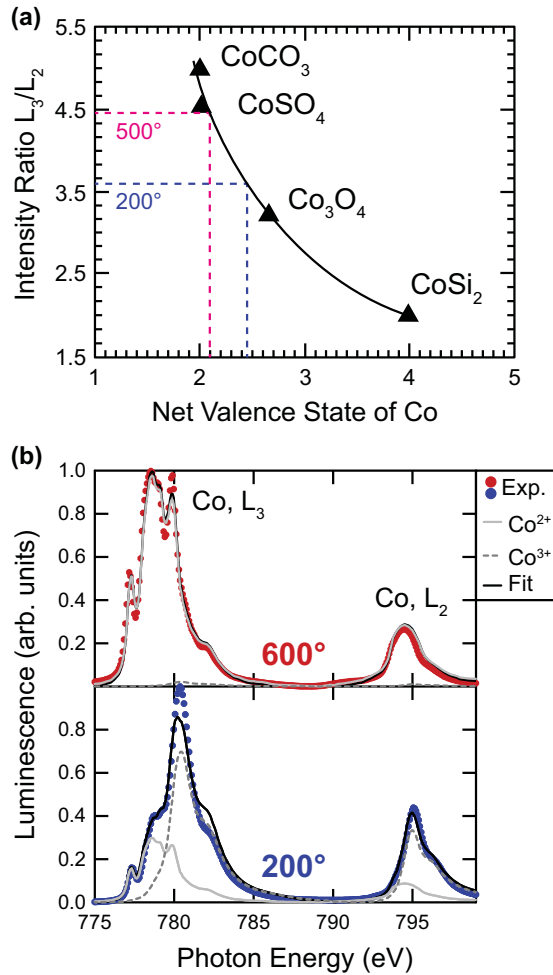 (a)
5.5
4.5
3.5
2.5
1.5
Intensity Ratio L₃/L₂
CoCO₃
CoSO₄
500°
200°
Co₃O₄
CoSi₂
1 2 3 4 5
Net Valence State of Co
(b)
1.0
0.8
0.6
0.4
0.2
Co, L₃
Co, L₂
600°
Exp.
Co²⁺
Co³⁺
Fit
Luminescence (arb. units)
0.8
0.6
0.4
0.2
0.0
200°
775 780 785 790 795
Photon Energy (eV)